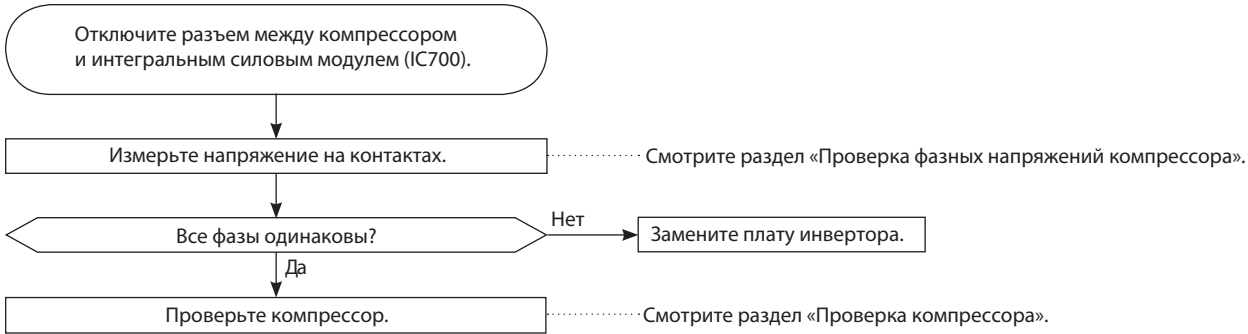 Отключите разъем между компрессором
и интегральным силовым модулем (IC700).
Измерьте напряжение на контактах.
Смотрите раздел «Проверка фазных напряжений компрессора».
Все фазы одинаковы?
Нет
Замените плату инвертора.
Да
Проверьте компрессор.
Смотрите раздел «Проверка компрессора».